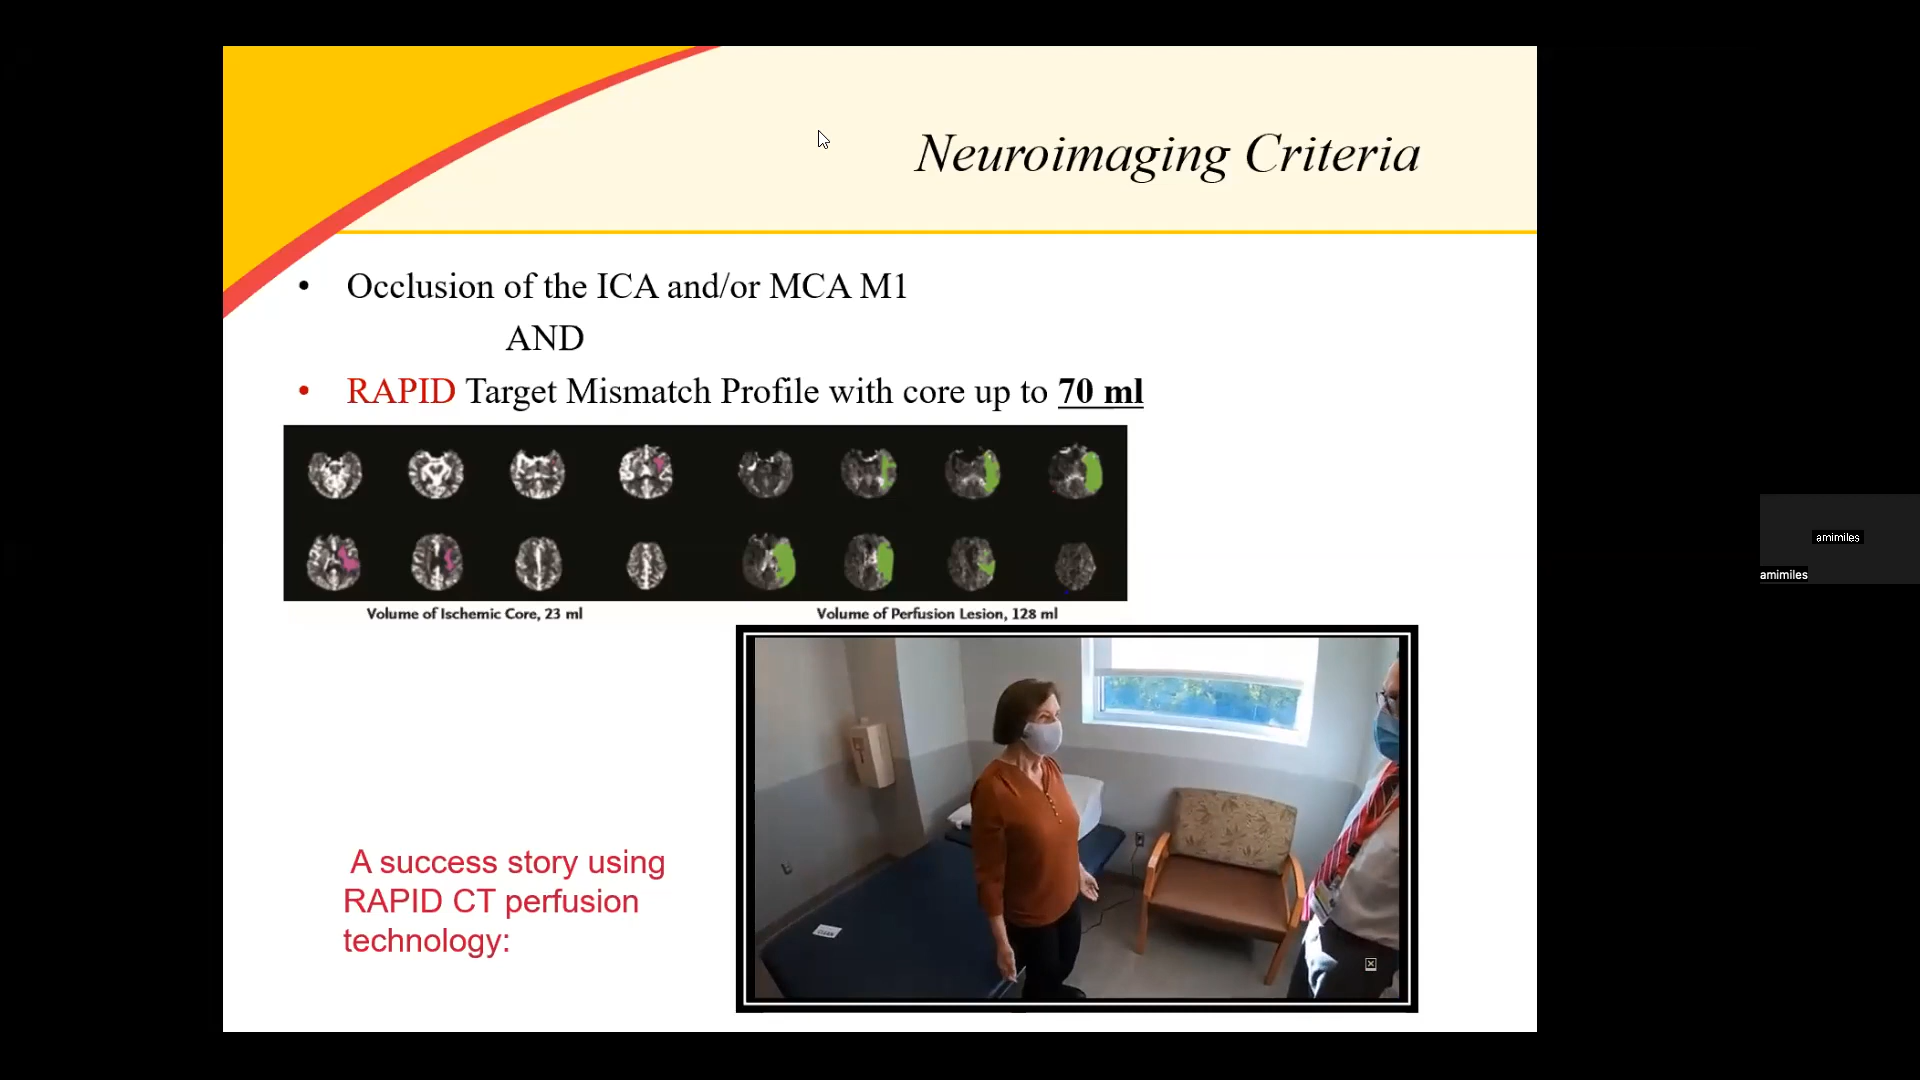 Neuroimaging Criteria
• Occlusion of the ICA and/or MCA M1
AND
• RAPID Target Mismatch Profile with core up to 70 ml
Volume of Ischemic Core, 23 ml
Volume of Perfusion Lesion, 128 ml
A success story using
RAPID CT perfusion
technology:
CLEAN
amimiles
amimiles